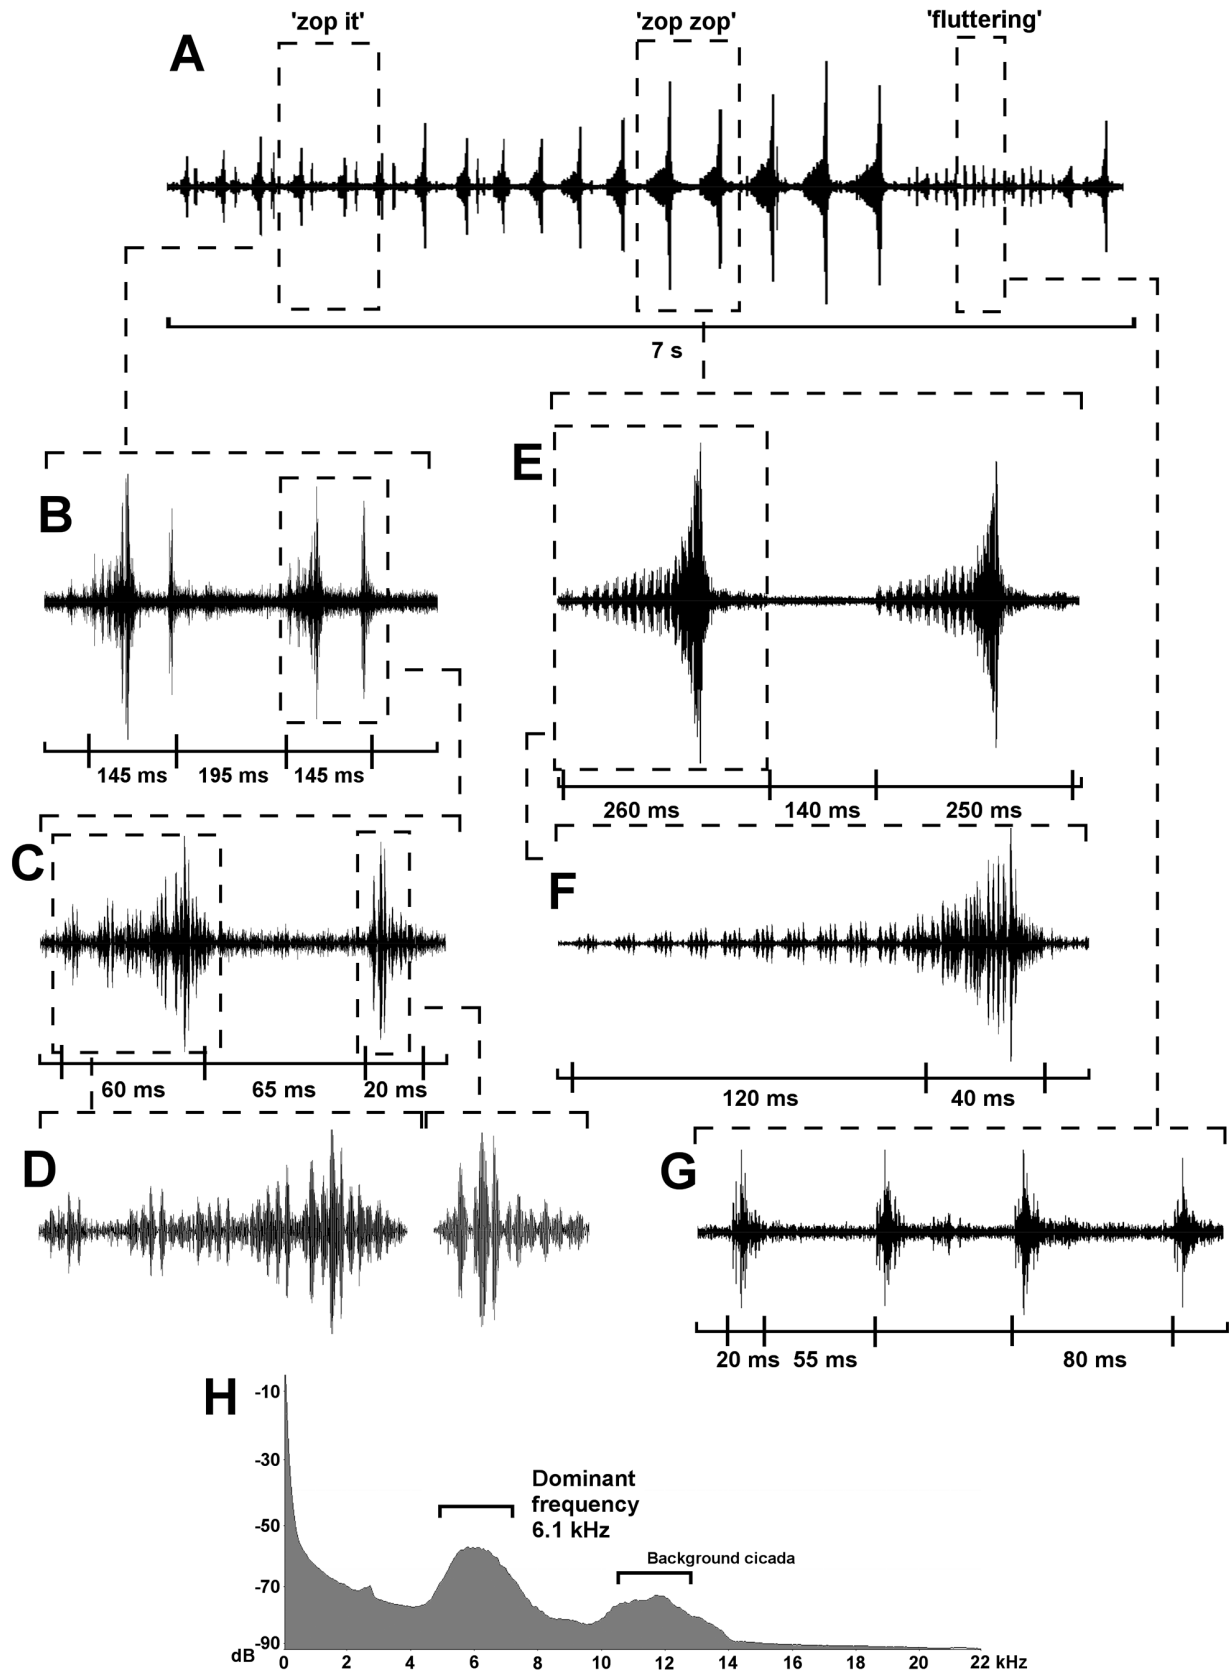 'zop it' 'zop zop' 'fluttering'
A
7 s
B
E
145 ms 195 ms 145 ms
260 ms 140 ms 250 ms
C
F
60 ms 65 ms 20 ms
120 ms 40 ms
D
G
20 ms 55 ms 80 ms
H
-10
-30
-50
-70
-90
dB
Dominant
frequency
6.1 kHz
Background cicada
0 2 4 6 8 10 12 14 16 18 20 22 kHz